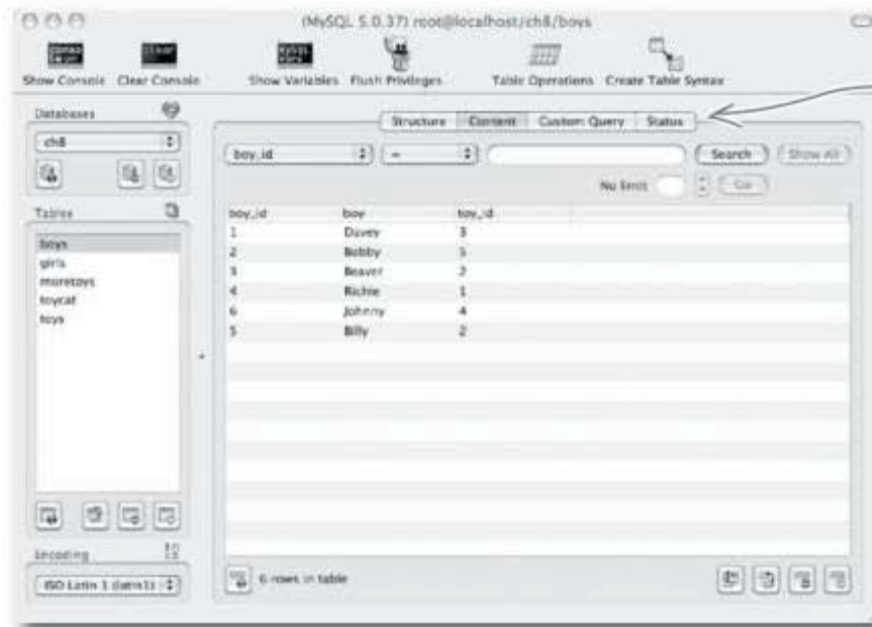 (MySQL 5.0.37) root@localhost/ch8/boys
Show Console Clear Console Show Variables Flush Privileges Table Operations Create Table Syntax
Databases
ch8
Structure Content Custom Query Status
boy_id = Search Show All
No limit Go
Tables
boys
girls
moretoys
toycat
toys
boy_id boy toy_id
1 Davey 3
2 Bobby 5
3 Beaver 2
4 Richie 1
6 Johnny 4
5 Billy 2
Encoding
ISO Latin 1 (latin1)
6 rows in table